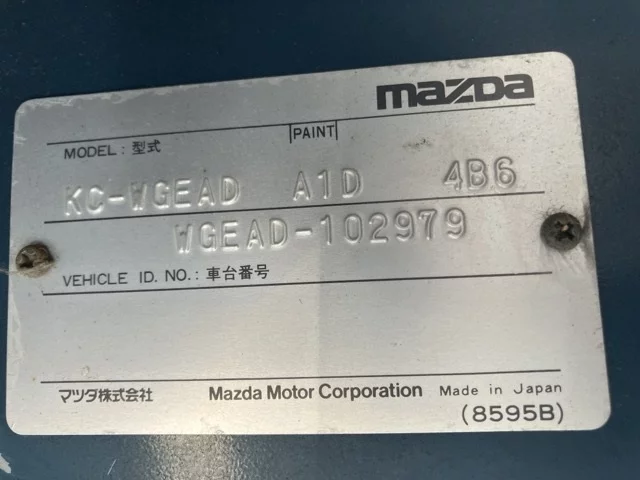 mazda
MODEL: 型式 PAINT
KC-WGEAD A1D 4B6
WGEAD-102979
VEHICLE ID. NO.: 車台番号
マツダ株式会社 Mazda Motor Corporation Made in Japan
(8595B)